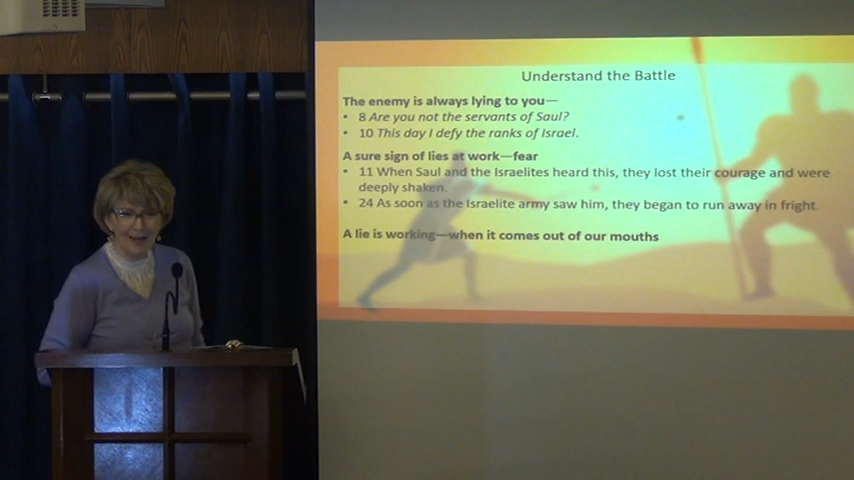 Understand the Battle
The enemy is always lying to you—
• 8 Are you not the servants of Saul?
• 10 This day I defy the ranks of Israel.
A sure sign of lies at work—fear
• 11 When Saul and the Israelites heard this, they lost their courage and were
deeply shaken.
• 24 As soon as the Israelite army saw him, they began to run away in fright.
A lie is working—when it comes out of our mouths